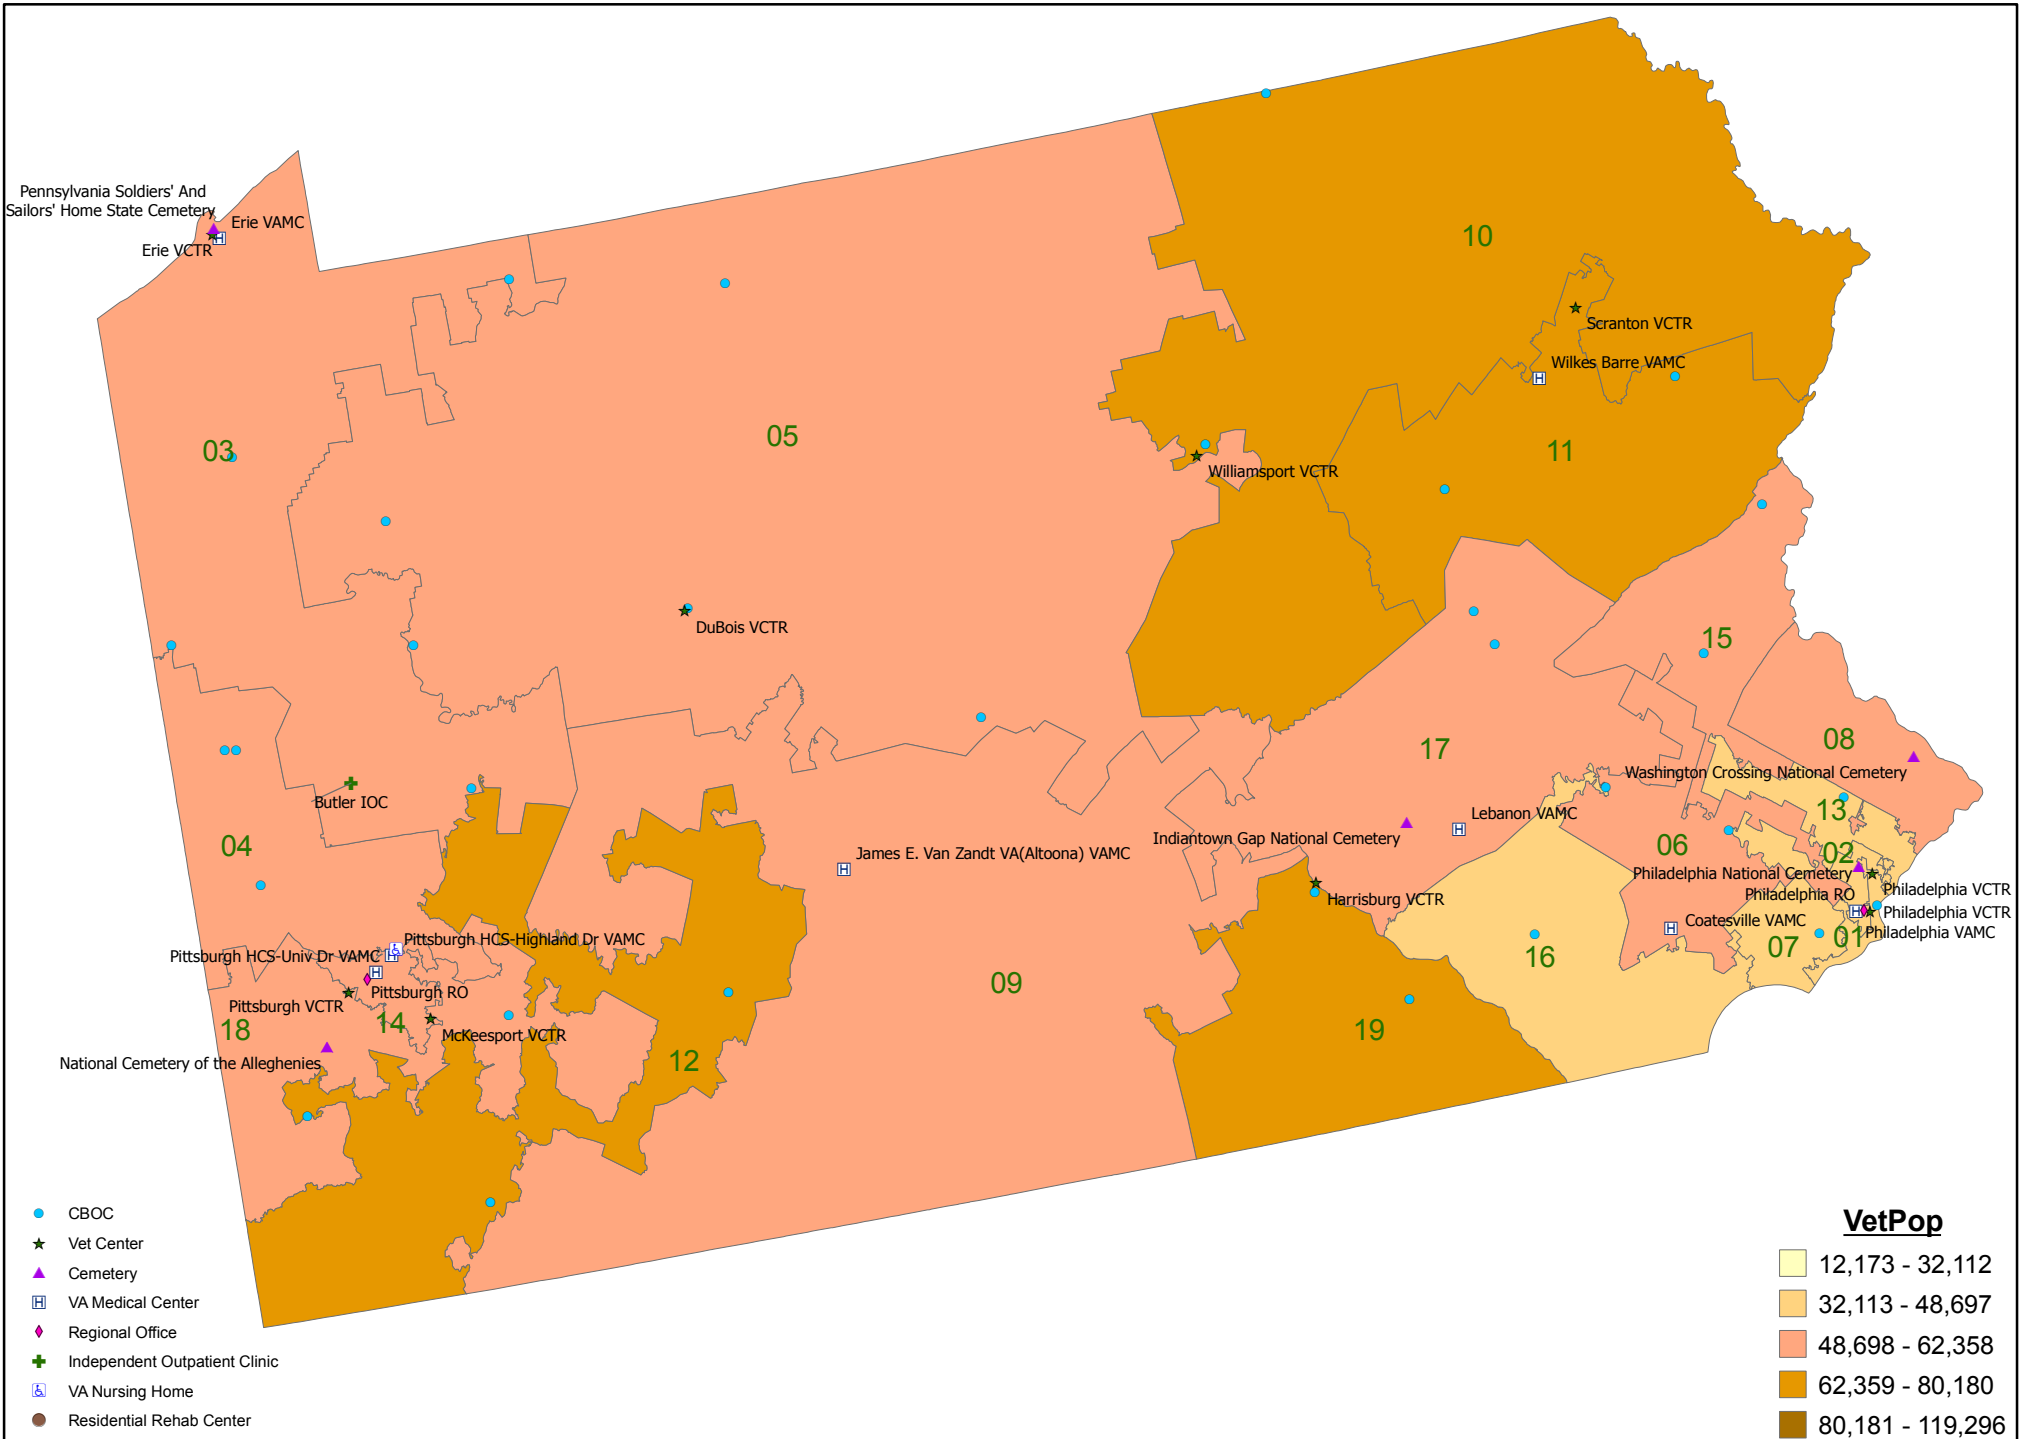 Pennsylvania Soldiers' And
Sailors' Home State Cemetery
Erie VAMC
Erie VCTR
10
Scranton VCTR
Wilkes Barre VAMC
03
05
11
Williamsport VCTR
DuBois VCTR
15
17
08
Washington Crossing National Cemetery
Butler IOC
13
04
Lebanon VAMC
Indiantown Gap National Cemetery
06
02
James E. Van Zandt VA(Altoona) VAMC
Philadelphia National Cemetery
Philadelphia VCTR
Philadelphia RO
Harrisburg VCTR
Philadelphia VCTR
Coatesville VAMC
Philadelphia VAMC
07
01
Pittsburgh HCS-Highland Dr VAMC
Pittsburgh HCS-Univ Dr VAMC
16
09
Pittsburgh RO
Pittsburgh VCTR
14
18
McKeesport VCTR
19
12
National Cemetery of the Alleghenies
CBOC
Vet Center
Cemetery
VA Medical Center
Regional Office
Independent Outpatient Clinic
VA Nursing Home
Residential Rehab Center
VetPop
12,173 - 32,112
32,113 - 48,697
48,698 - 62,358
62,359 - 80,180
80,181 - 119,296